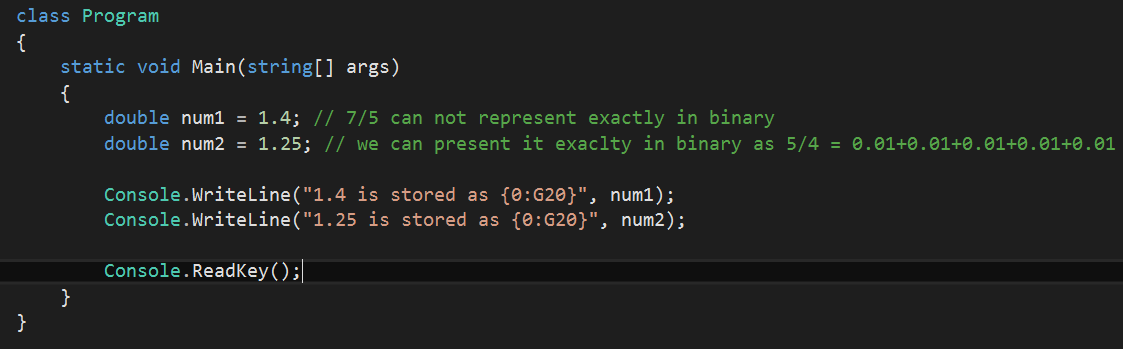 class Program
{
static void Main(string[] args)
{
double num1 = 1.4; // 7/5 can not represent exactly in binary
double num2 = 1.25; // we can present it exaclty in binary as 5/4 = 0.01+0.01+0.01+0.01+0.01
Console.WriteLine("1.4 is stored as {0:G20}", num1);
Console.WriteLine("1.25 is stored as {0:G20}", num2);
Console.ReadKey();
}
}